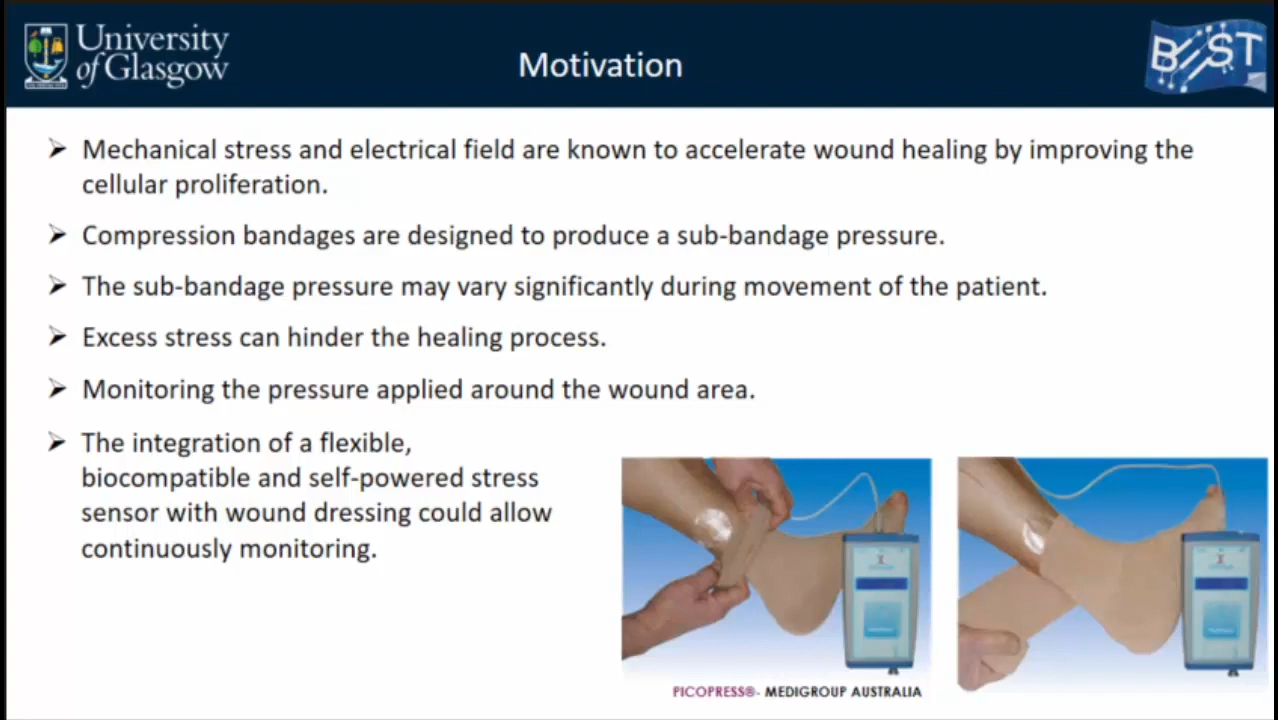 University
of Glasgow
Motivation
BEST
➢ Mechanical stress and electrical field are known to accelerate wound healing by improving the
cellular proliferation.
➢ Compression bandages are designed to produce a sub-bandage pressure.
➢ The sub-bandage pressure may vary significantly during movement of the patient.
➢ Excess stress can hinder the healing process.
➢ Monitoring the pressure applied around the wound area.
➢ The integration of a flexible,
biocompatible and self-powered stress
sensor with wound dressing could allow
continuously monitoring.
PICOPRESS®- MEDIGROUP AUSTRALIA